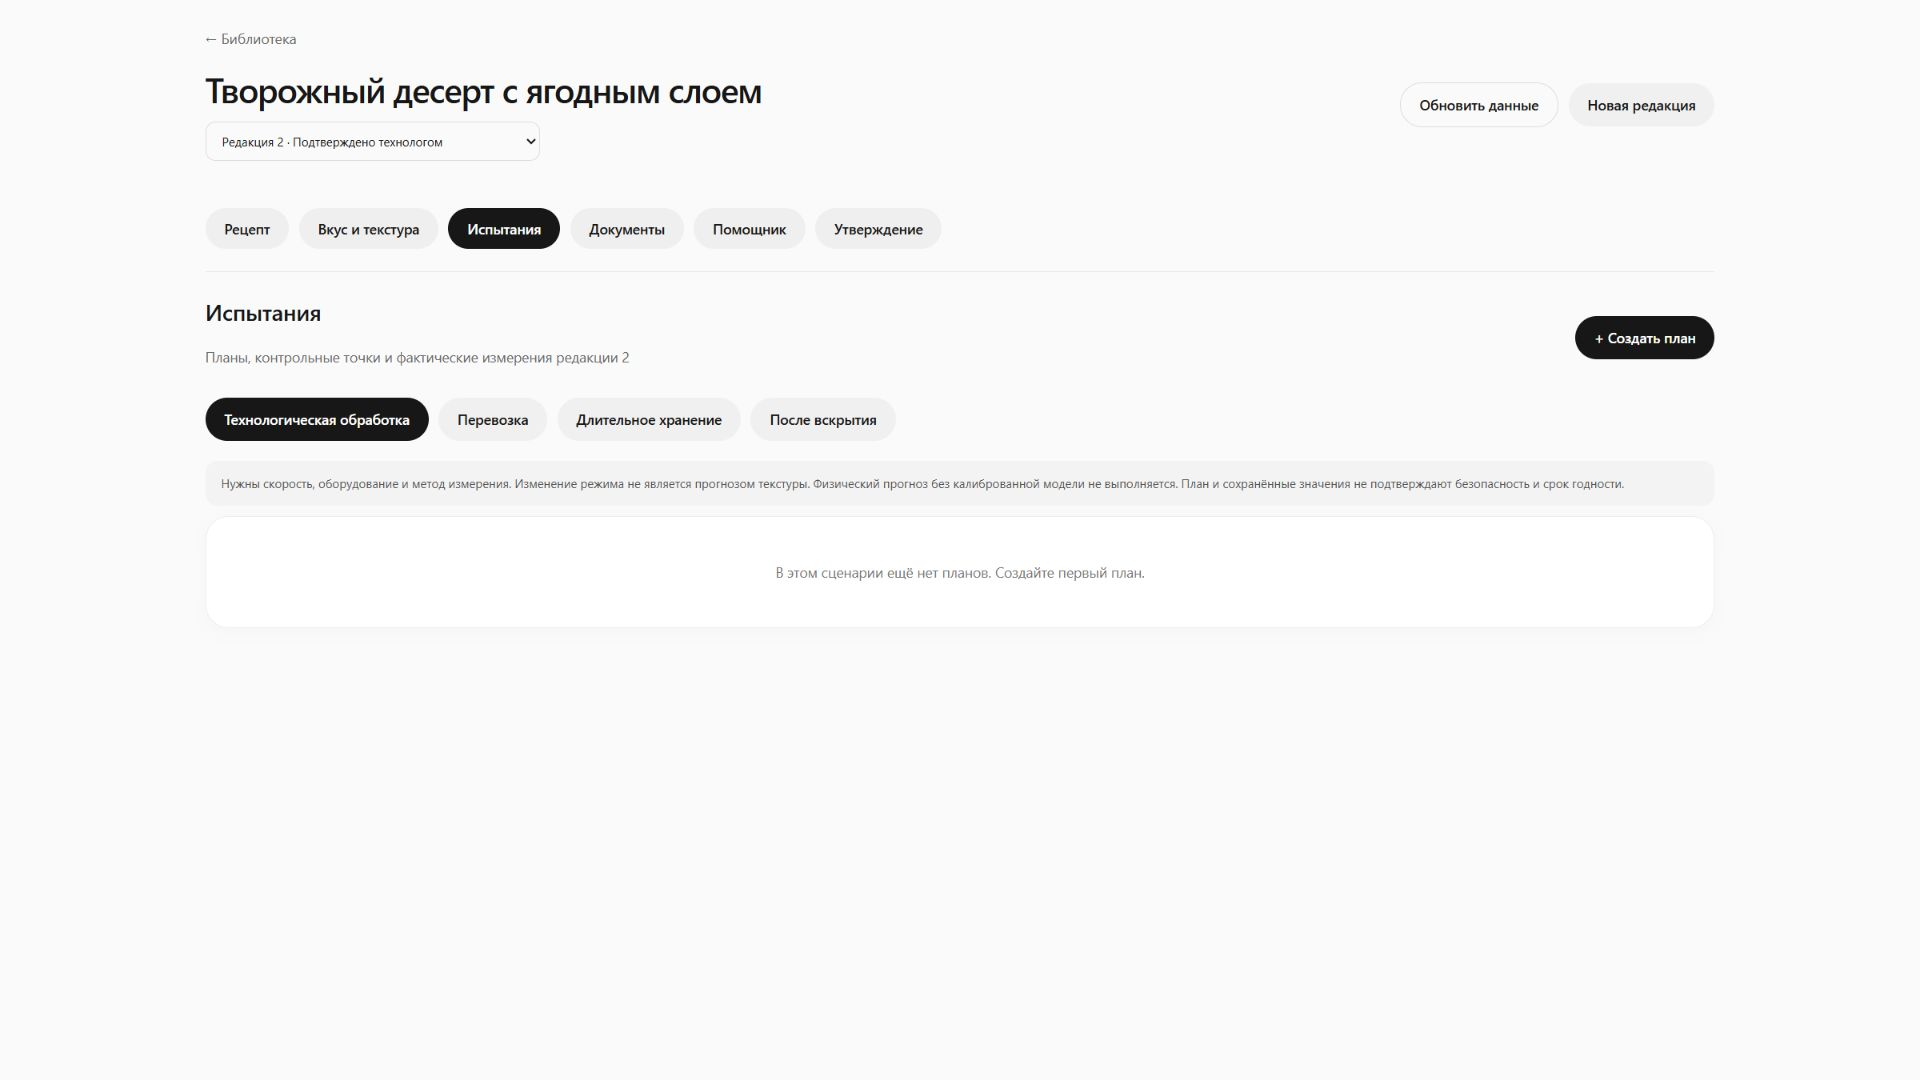 ← Библиотека
Творожный десерт с ягодным слоем
Обновить данные
Новая редакция
Редакция 2 · Подтверждено технологом
Рецепт
Вкус и текстура
Испытания
Документы
Помощник
Утверждение
Испытания
+ Создать план
Планы, контрольные точки и фактические измерения редакции 2
Технологическая обработка
Перевозка
Длительное хранение
После вскрытия
Нужны скорость, оборудование и метод измерения. Изменение режима не является прогнозом текстуры. Физический прогноз без калиброванной модели не выполняется. План и сохранённые значения не подтверждают безопасность и срок годности.
В этом сценарии ещё нет планов. Создайте первый план.